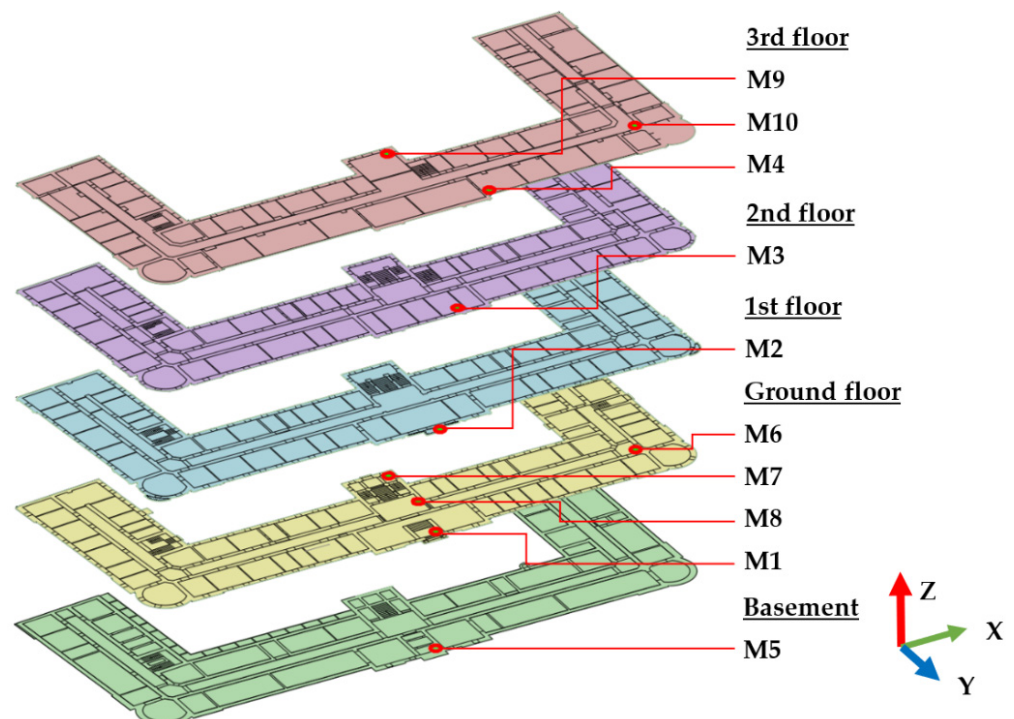 3rd floor
M9
M10
M4
2nd floor
M3
1st floor
M2
Ground floor
M6
M7
M8
M1
Basement
M5
Z
X
Y